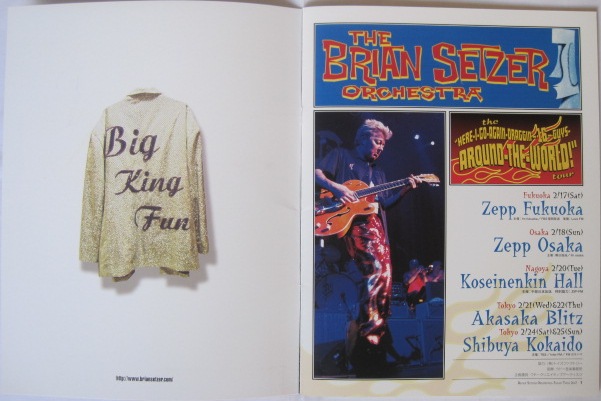 Big
King
Fun
http://www.briansetzer.com
THE
BRIAN SETZER
ORCHESTRA
the
"HERE-I-GO-AGAIN-DRAGGIN'-16-GUYS-
AROUND-THE-WORLD!"
tour
Fukuoka 2/17(Sat)
Zepp Fukuoka
Osaka 2/18(Sun)
Zepp Osaka
Nagoya 2/20(Tue)
Koseinenkin Hall
Tokyo 2/21(Wed)&22(Thu)
Akasaka Blitz
Tokyo 2/24(Sat)&25(Sun)
Shibuya Kokaido